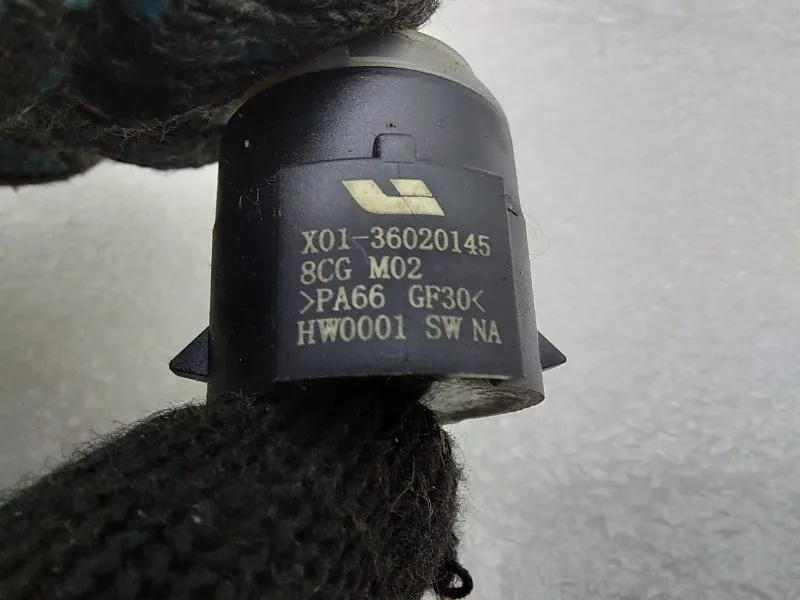 X01-36020145
8CG M02
>PA66 GF30<
HW0001 SW NA